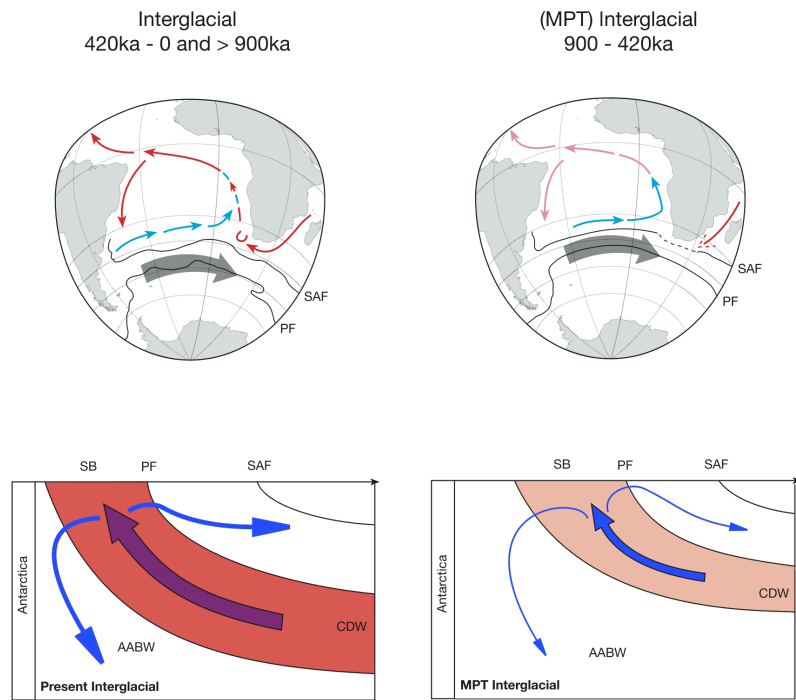 Interglacial
420ka - 0 and > 900ka
(MPT) Interglacial
900 - 420ka
SAF
PF
SAF
PF
SB
PF
SAF
Antarctica
CDW
AABW
Present Interglacial
SB
PF
SAF
Antarctica
CDW
AABW
MPT Interglacial